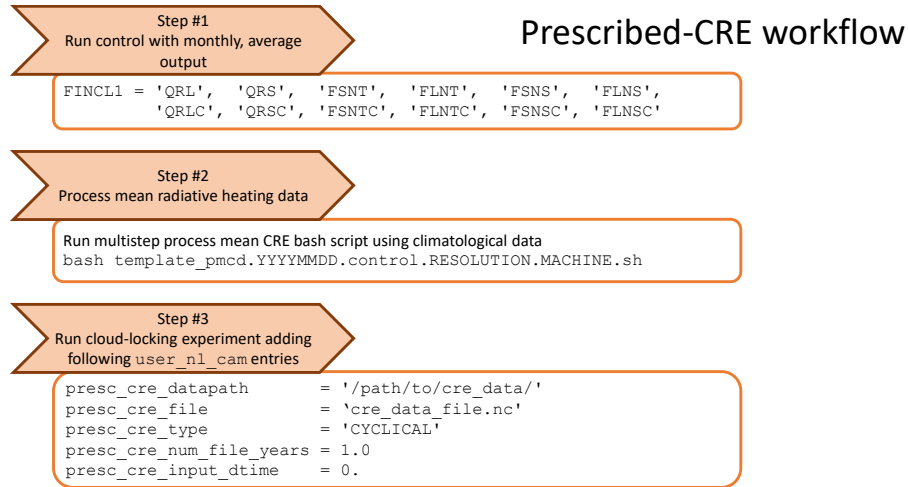 Prescribed-CRE workflow
Step #1
Run control with monthly, average
output
FINCL1 = 'QRL', 'QRS', 'FSNT', 'FLNT', 'FSNS', 'FLNS',
'QRLC', 'QRSC', 'FSNTC', 'FLNTC', 'FSNSC', 'FLNSC'
Step #2
Process mean radiative heating data
Run multistep process mean CRE bash script using climatological data
bash template_pmcd.YYYYMMDD.control.RESOLUTION.MACHINE.sh
Step #3
Run cloud-locking experiment adding
following user_nl_cam entries
presc_cre_datapath = '/path/to/cre_data/'
presc_cre_file = ‘cre_data_file.nc'
presc_cre_type = 'CYCLICAL'
presc_cre_num_file_years = 1.0
presc_cre_input_dtime = 0.